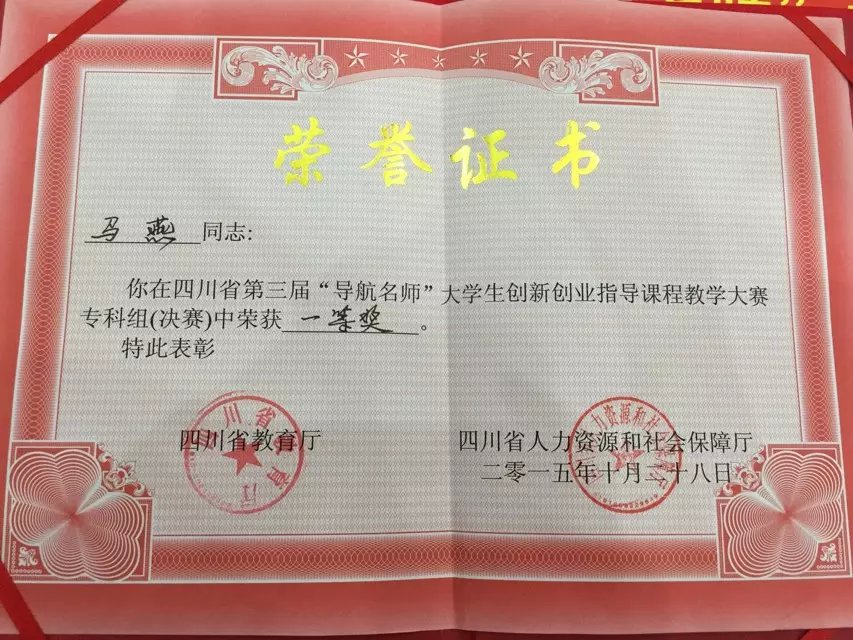 荣誉证书
马燕同志:
你在四川省第三届“导航名师”大学生创新创业指导课程教学大赛
专科组(决赛)中荣获一等奖。
特此表彰
四川省教育厅
四川省人力资源和社会保障厅
二零一五年十月二十八日